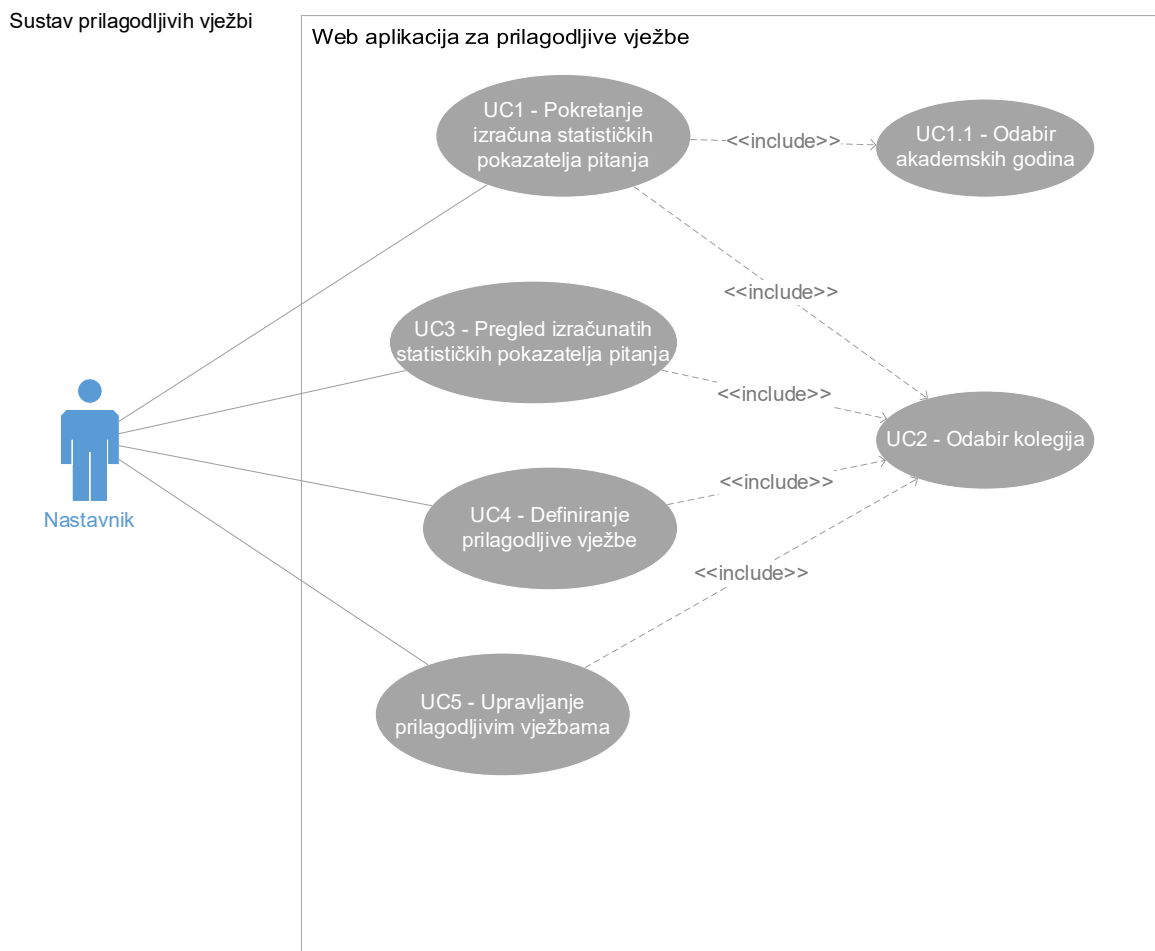 Sustav prilagodljivih vježbi
Web aplikacija za prilagodljive vježbe
UC1 - Pokretanje
izračuna statističkih
pokazatelja pitanja
<<include>>
UC1.1 - Odabir
akademskih godina
<<include>>
UC3 - Pregled izračunatih
statističkih pokazatelja pitanja
<<include>>
UC2 - Odabir kolegija
<<include>>
UC4 - Definiranje
prilagodljive vježbe
Nastavnik
<<include>>
UC5 - Upravljanje
prilagodljivim vježbama